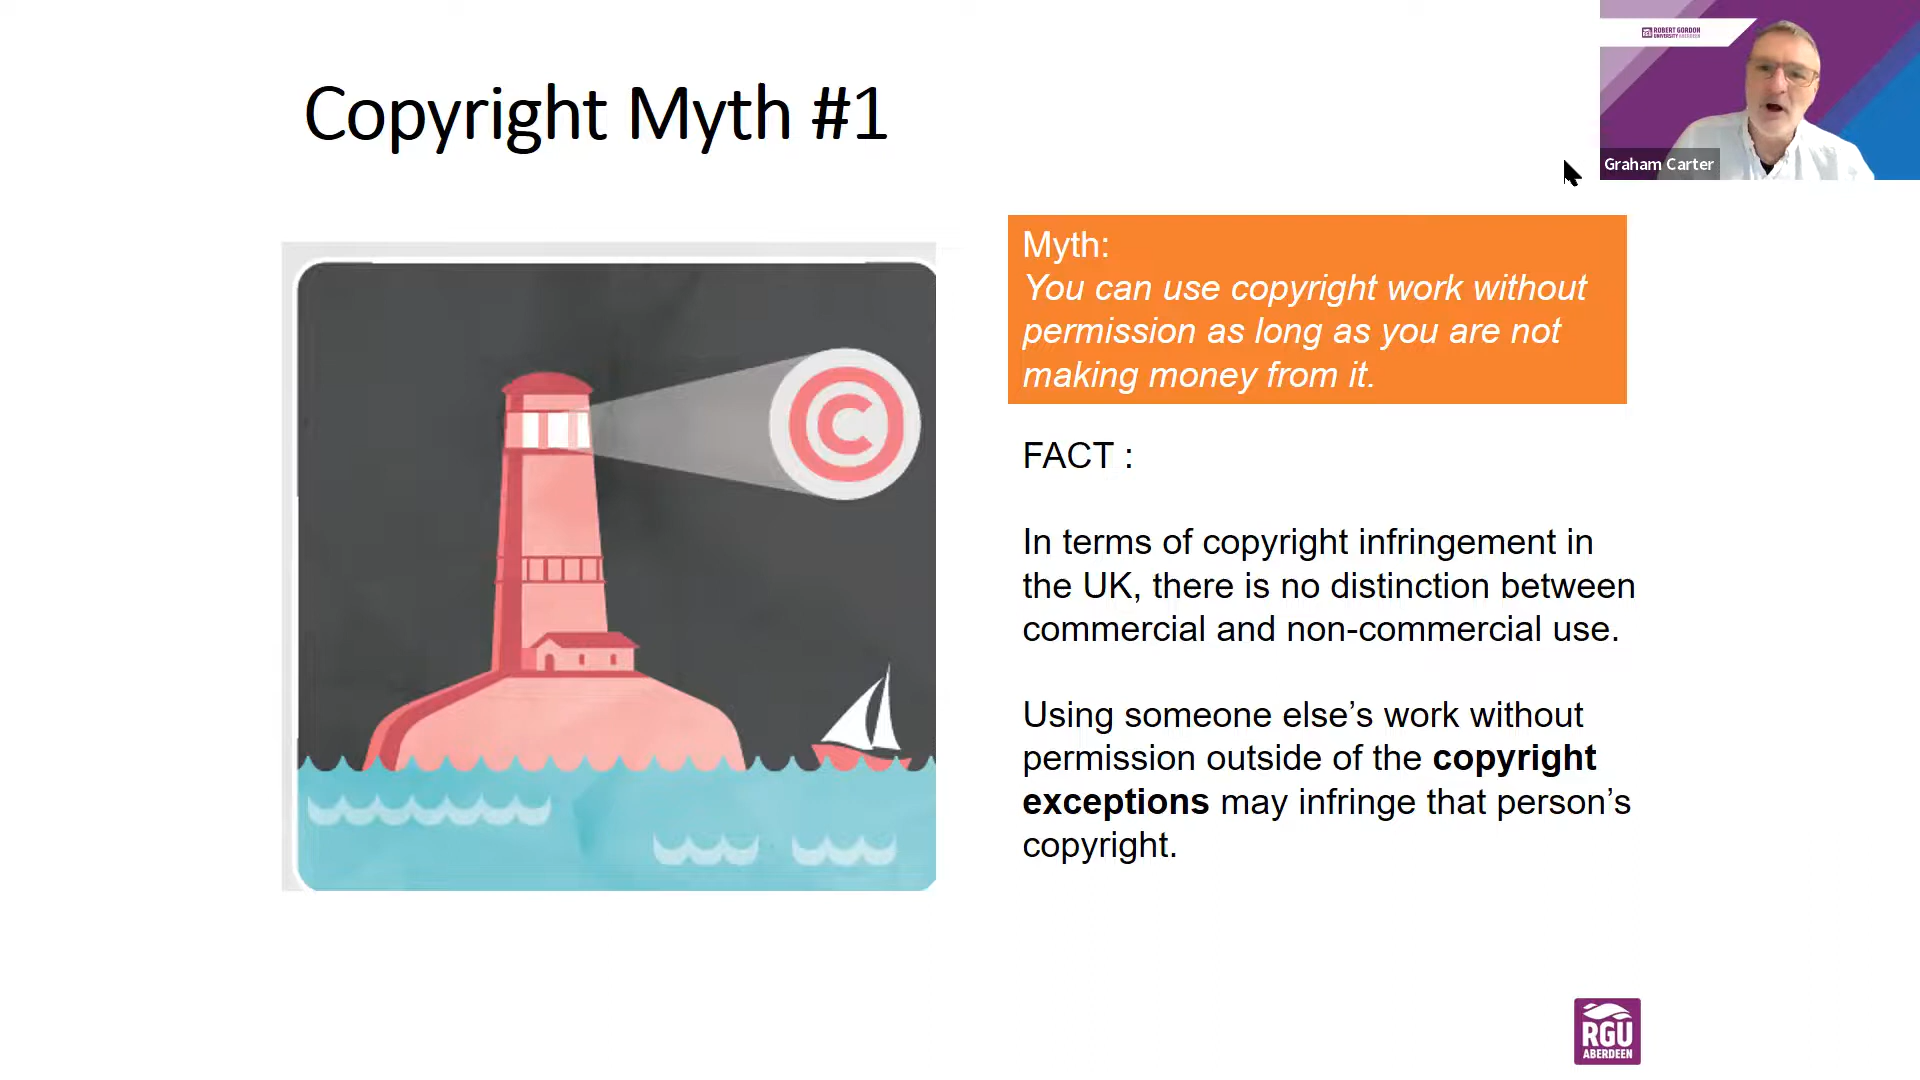 ROBERT GORDON
UNIVERSITY ABERDEEN
Graham Carter
Copyright Myth #1
©
Myth:
You can use copyright work without
permission as long as you are not
making money from it.
FACT :
In terms of copyright infringement in
the UK, there is no distinction between
commercial and non-commercial use.
Using someone else’s work without
permission outside of the copyright
exceptions may infringe that person’s
copyright.
RGU
ABERDEEN